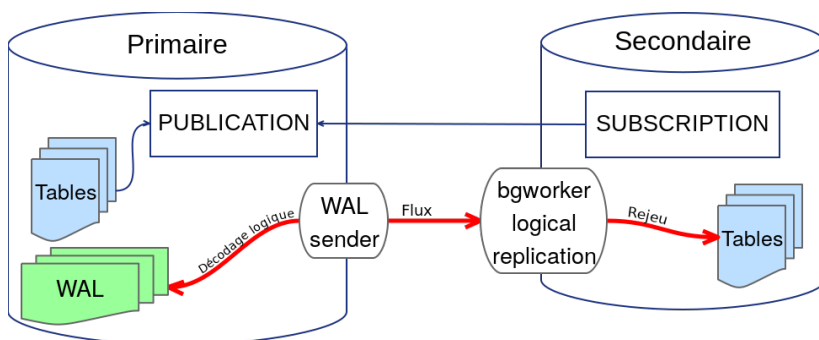 Primaire
Secondaire
PUBLICATION
SUBSCRIPTION
Tables
WAL
Décodage logique
WAL
sender
Flux
bgworker
logical
replication
Rejeu
Tables